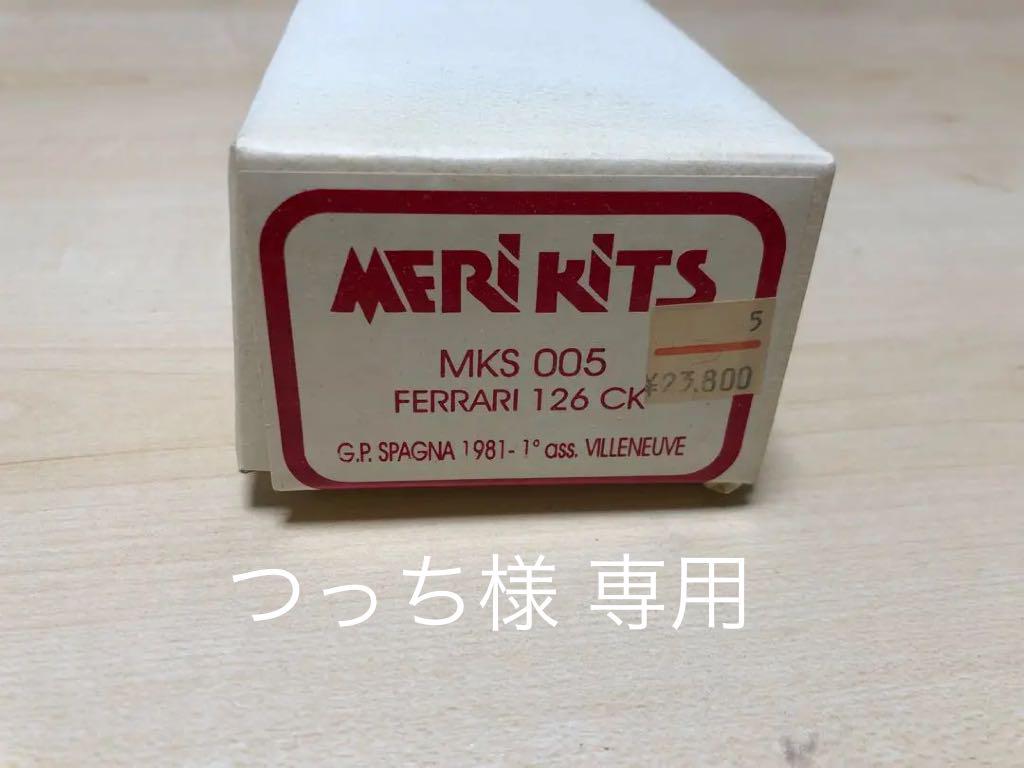 MERI KITS
5
MKS 005
¥23.800
FERRARI 126 CK
G.P. SPAGNA 1981- 1° ass. VILLENEUVE
つっち様 専用